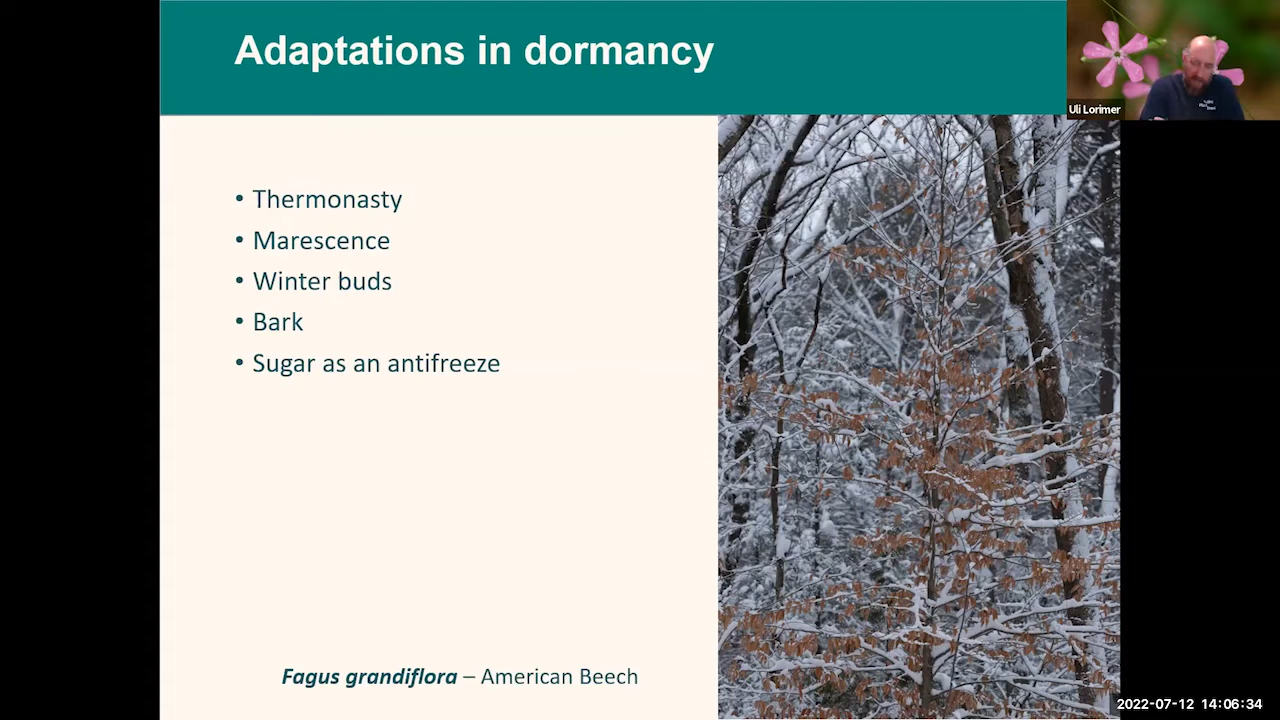 Adaptations in dormancy
Uli Lorimer
• Thermonasty
• Marescence
• Winter buds
• Bark
• Sugar as an antifreeze
Fagus grandiflora – American Beech
2022-07-12 14:06:34